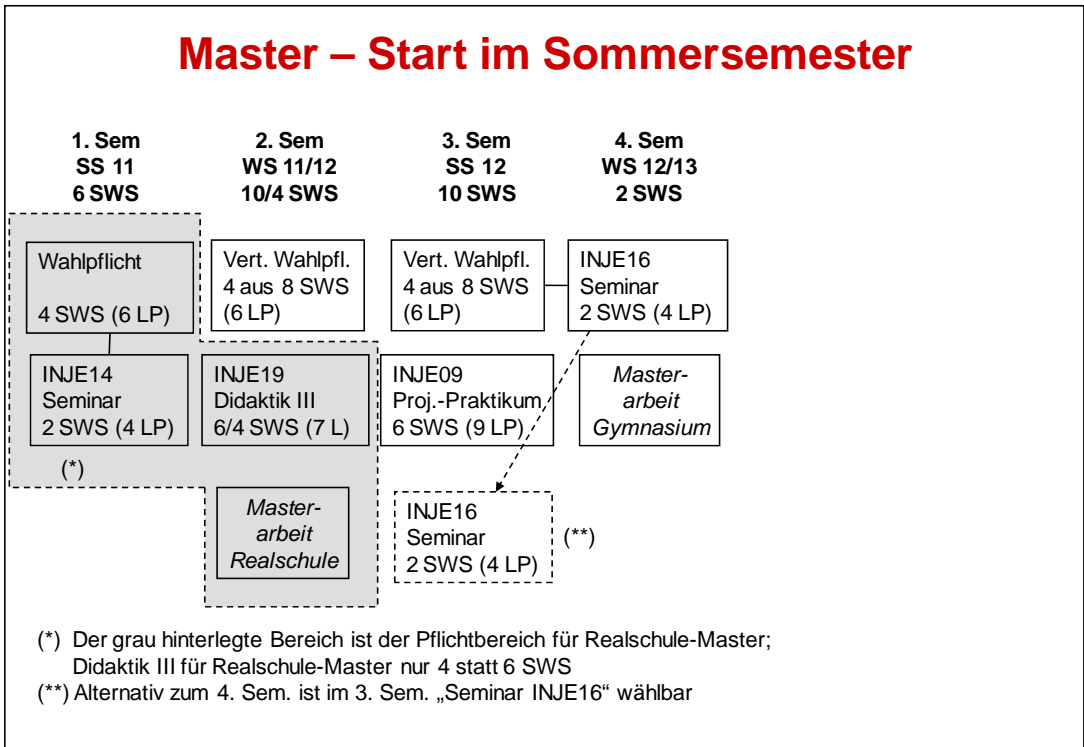 Master – Start im Sommersemester
1. Sem
SS 11
6 SWS
2. Sem
WS 11/12
10/4 SWS
3. Sem
SS 12
10 SWS
4. Sem
WS 12/13
2 SWS
Wahlpflicht
4 SWS (6 LP)
Vert. Wahlpfl.
4 aus 8 SWS
(6 LP)
Vert. Wahlpfl.
4 aus 8 SWS
(6 LP)
INJE16
Seminar
2 SWS (4 LP)
INJE14
Seminar
2 SWS (4 LP)
INJE19
Didaktik III
6/4 SWS (7 L)
INJE09
Proj.-Praktikum
6 SWS (9 LP)
Master-
arbeit
Gymnasium
(*)
Master-
arbeit
Realschule
INJE16
Seminar
2 SWS (4 LP)
(**)
(*) Der grau hinterlegte Bereich ist der Pflichtbereich für Realschule-Master;
Didaktik III für Realschule-Master nur 4 statt 6 SWS
(**) Alternativ zum 4. Sem. ist im 3. Sem. „Seminar INJE16“ wählbar